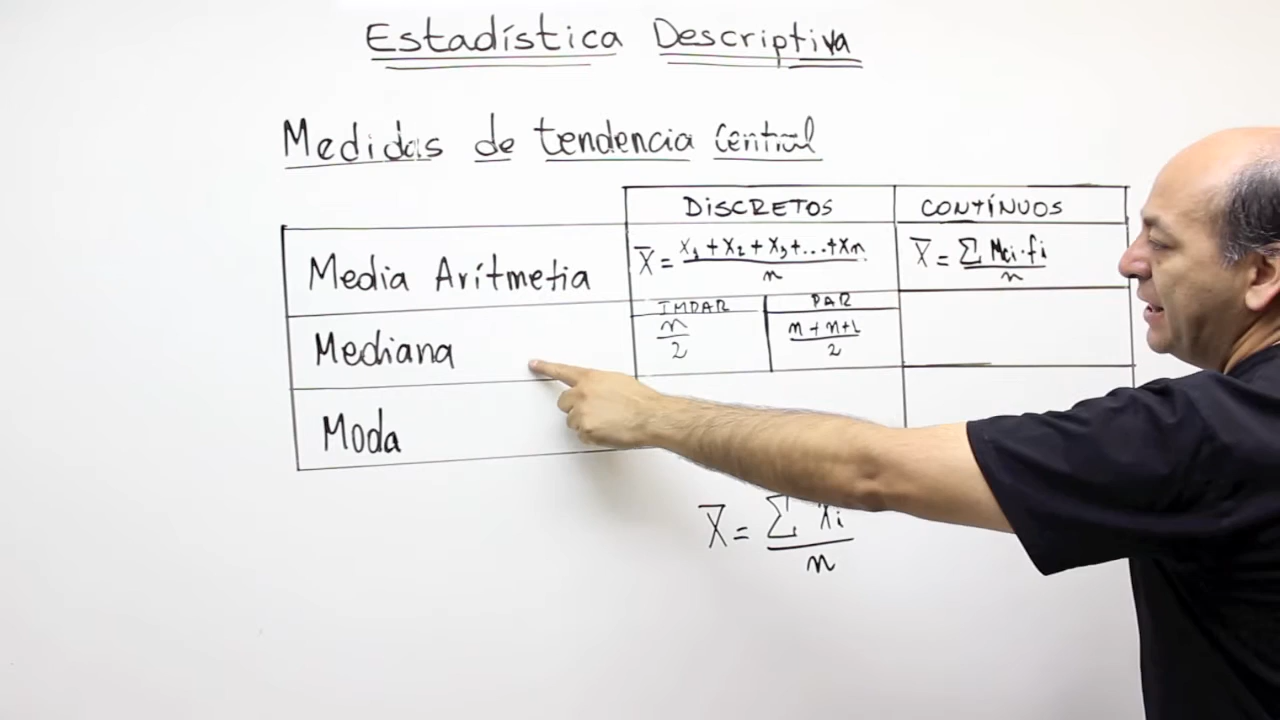 Estadística Descriptiva
Medidas de tendencia central
DISCRETOS CONTÍNUOS
Media Arítmetia X̄ = X₁ + X₂ + X₃ + ... + Xn / n X̄ = ∑ Mci · fi / n
IMPAR PAR
Mediana n / 2 n + n+1 / 2
Moda
X̄ = ∑ Xi / n